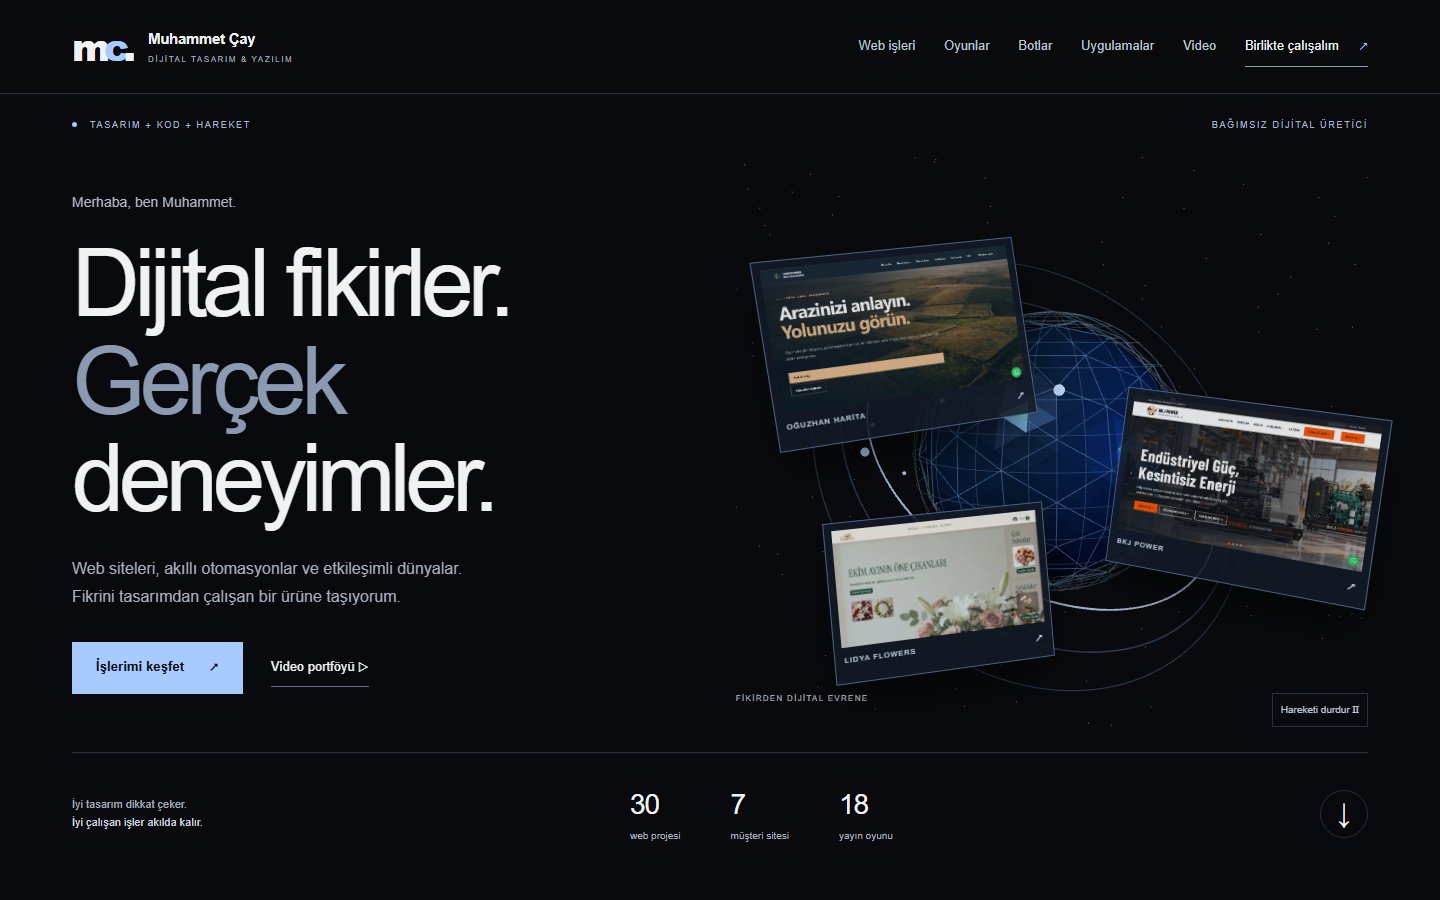 mc.
Muhammet Çay
DİJİTAL TASARIM & YAZILIM
Web işleri
Oyunlar
Botlar
Uygulamalar
Video
Birlikte çalışalım ↗
TASARIM + KOD + HAREKET
BAĞIMSIZ DİJİTAL ÜRETİCİ
Merhaba, ben Muhammet.
Dijital fikirler.
Gerçek
deneyimler.
Web siteleri, akıllı otomasyonlar ve etkileşimli dünyalar.
Fikrini tasarımdan çalışan bir ürüne taşıyorum.
İşlerimi keşfet ↗
Video portföyü ▷
Arazinizi anlayın.
Yolunuzu görün.
OĞUZHAN HARİTA
↗
BKJ POWER
Endüstriyel Güç,
Kesintisiz Enerji
BKJ POWER
↗
EKİM AYININ ÖNE ÇIKANLARI
LIDYA FLOWERS
↗
FİKİRDEN DİJİTAL EVRENE
Hareketi durdur II
İyi tasarım dikkat çeker.
İyi çalışan işler akılda kalır.
30
web projesi
7
müşteri sitesi
18
yayın oyunu
↓